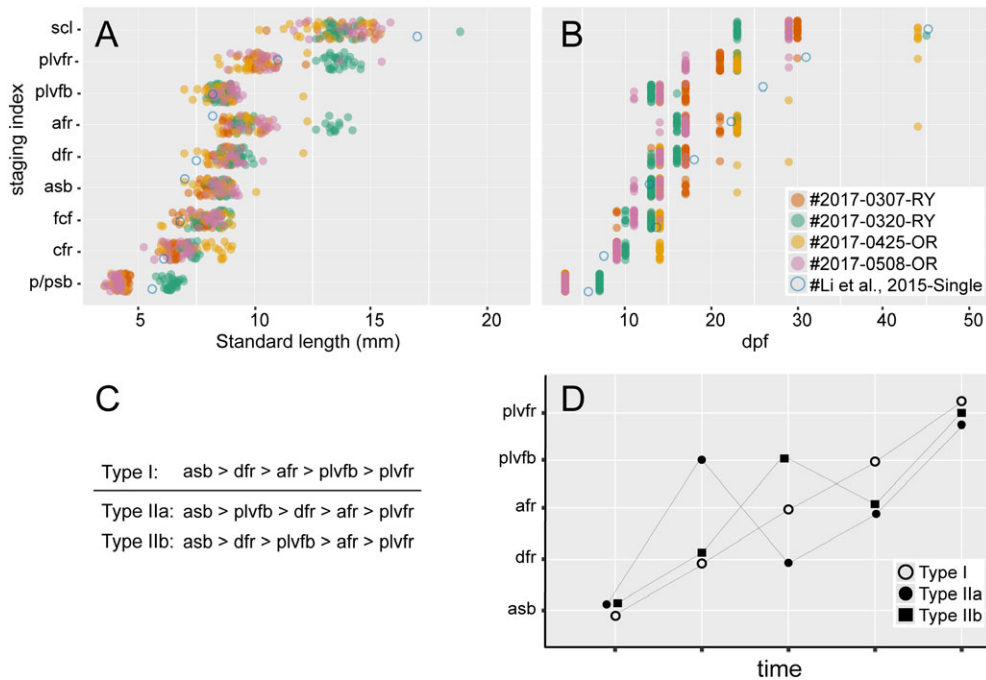 A
B
staging index
scl
plvfr
plvfb
afr
dfr
asb
fcf
cfr
p/psb
5 10 15 20
Standard length (mm)
10 20 30 40 50
dpf
#2017-0307-RY
#2017-0320-RY
#2017-0425-OR
#2017-0508-OR
#Li et al., 2015-Single
C
Type I: asb > dfr > afr > plvfb > plvfr
Type IIa: asb > plvfb > dfr > afr > plvfr
Type IIb: asb > dfr > plvfb > afr > plvfr
D
plvfr
plvfb
afr
dfr
asb
Type I
Type IIa
Type IIb
time